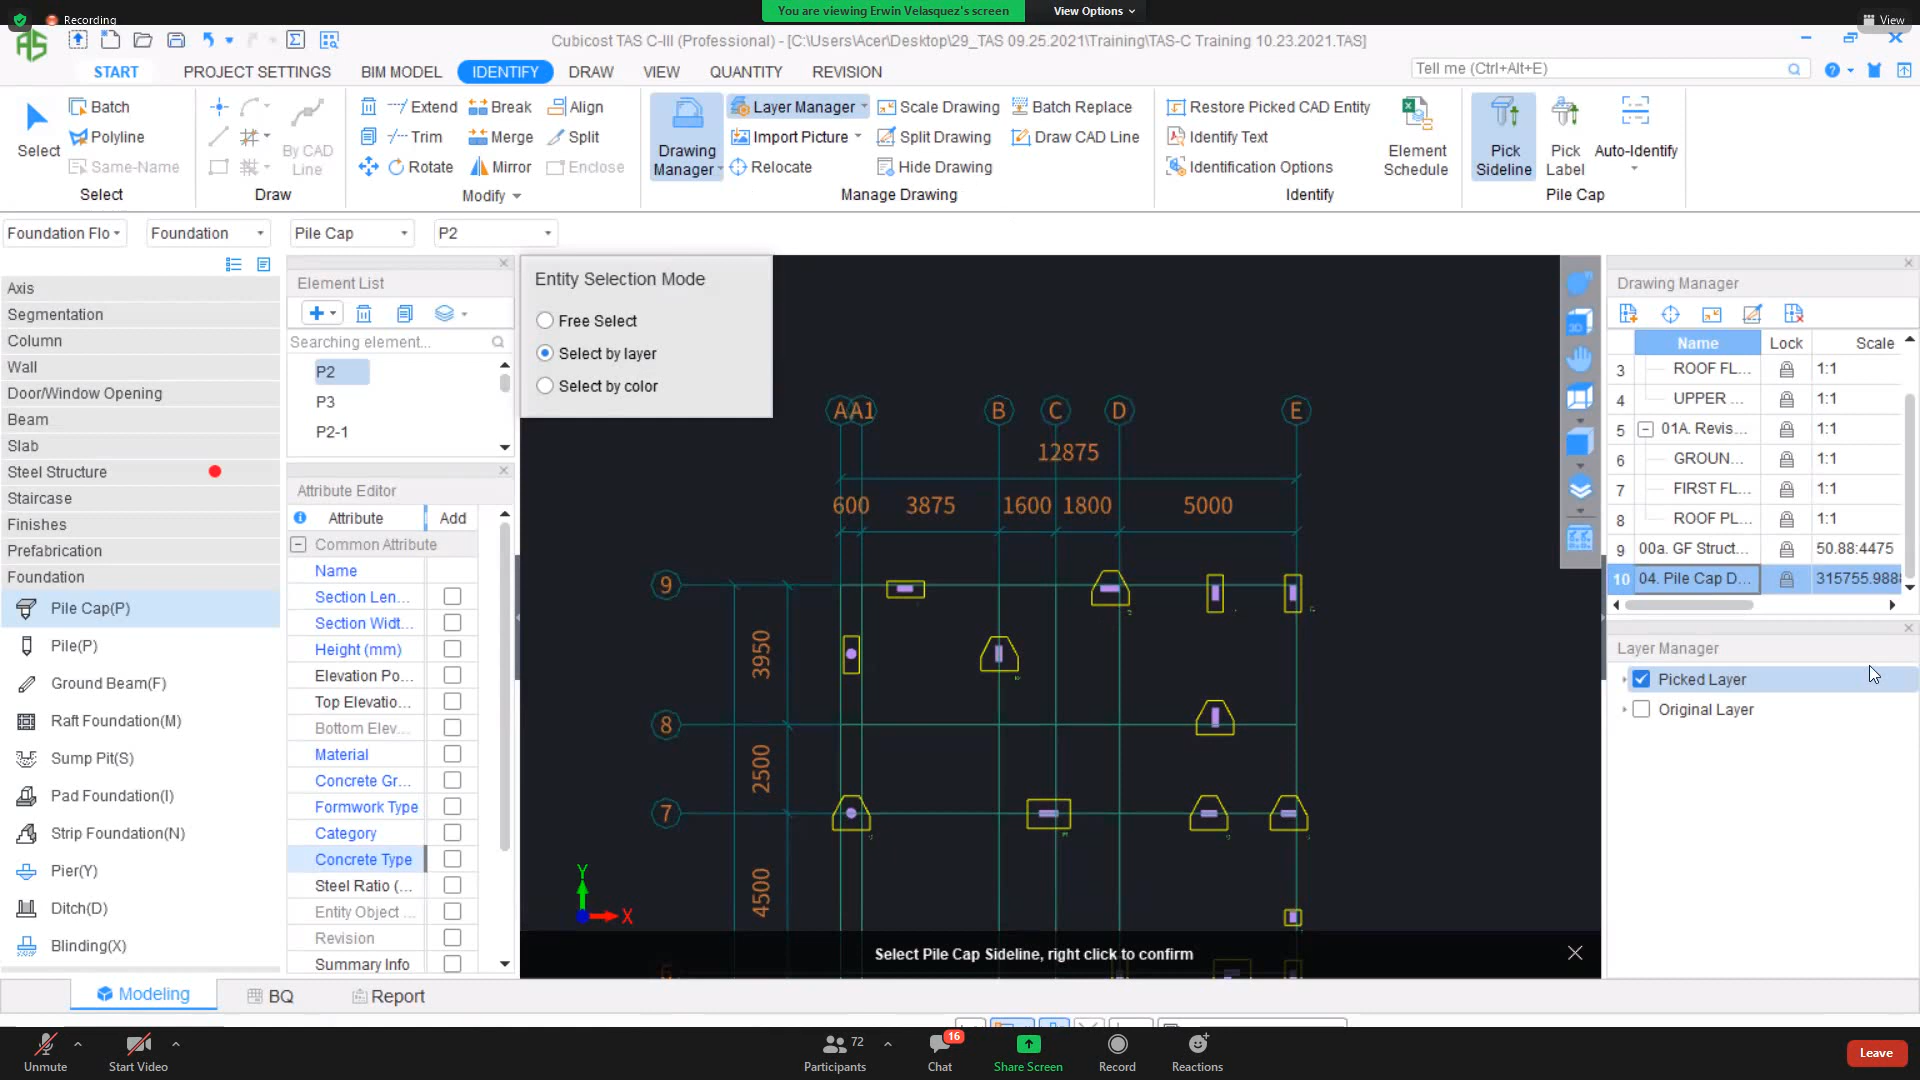 Recording
You are viewing Erwin Velasquez's screen
View Options
View
Cubicost TAS C-III (Professional) - [C:\Users\Acer\Desktop\29_TAS 09.25.2021\Training\TAS-C Training 10.23.2021.TAS]
START PROJECT SETTINGS BIM MODEL IDENTIFY DRAW VIEW QUANTITY REVISION
Tell me (Ctrl+Alt+E)
Select
Batch
Polyline
Same-Name
Select
By CAD
Line
Draw
Extend
Trim
Rotate
Break
Merge
Mirror
Align
Split
Enclose
Modify
Drawing
Manager
Layer Manager
Import Picture
Relocate
Scale Drawing
Split Drawing
Hide Drawing
Batch Replace
Draw CAD Line
Manage Drawing
Restore Picked CAD Entity
Identify Text
Identification Options
Element
Schedule
Identify
Pick
Sideline
Pick
Label
Auto-Identify
Pile Cap
Foundation Flo
Foundation
Pile Cap
P2
Axis
Segmentation
Column
Wall
Door/Window Opening
Beam
Slab
Steel Structure
Staircase
Finishes
Prefabrication
Foundation
Pile Cap(P)
Pile(P)
Ground Beam(F)
Raft Foundation(M)
Sump Pit(S)
Pad Foundation(I)
Strip Foundation(N)
Pier(Y)
Ditch(D)
Blinding(X)
Element List
Searching element...
P2
P3
P2-1
Attribute Editor
Attribute Add
Common Attribute
Name
Section Len...
Section Widt...
Height (mm)
Elevation Po...
Top Elevatio...
Bottom Elev...
Material
Concrete Gr...
Formwork Type
Category
Concrete Type
Steel Ratio (...
Entity Object ...
Revision
Summary Info
Entity Selection Mode
Free Select
Select by layer
Select by color
A A1 B C D E
12875
600 3875 1600 1800 5000
9
3950
8
2500
7
4500
Y
X
Select Pile Cap Sideline, right click to confirm
3D
Drawing Manager
Name Lock Scale
3 ROOF FL... 1:1
4 UPPER ... 1:1
5 01A. Revis... 1:1
6 GROUN... 1:1
7 FIRST FL... 1:1
8 ROOF PL... 1:1
9 00a. GF Struct... 50.88:4475
10 04. Pile Cap D... 315755.988
Layer Manager
Picked Layer
Original Layer
Modeling BQ Report
Unmute
Start Video
72
Participants
16
Chat
Share Screen
Record
Reactions
Leave